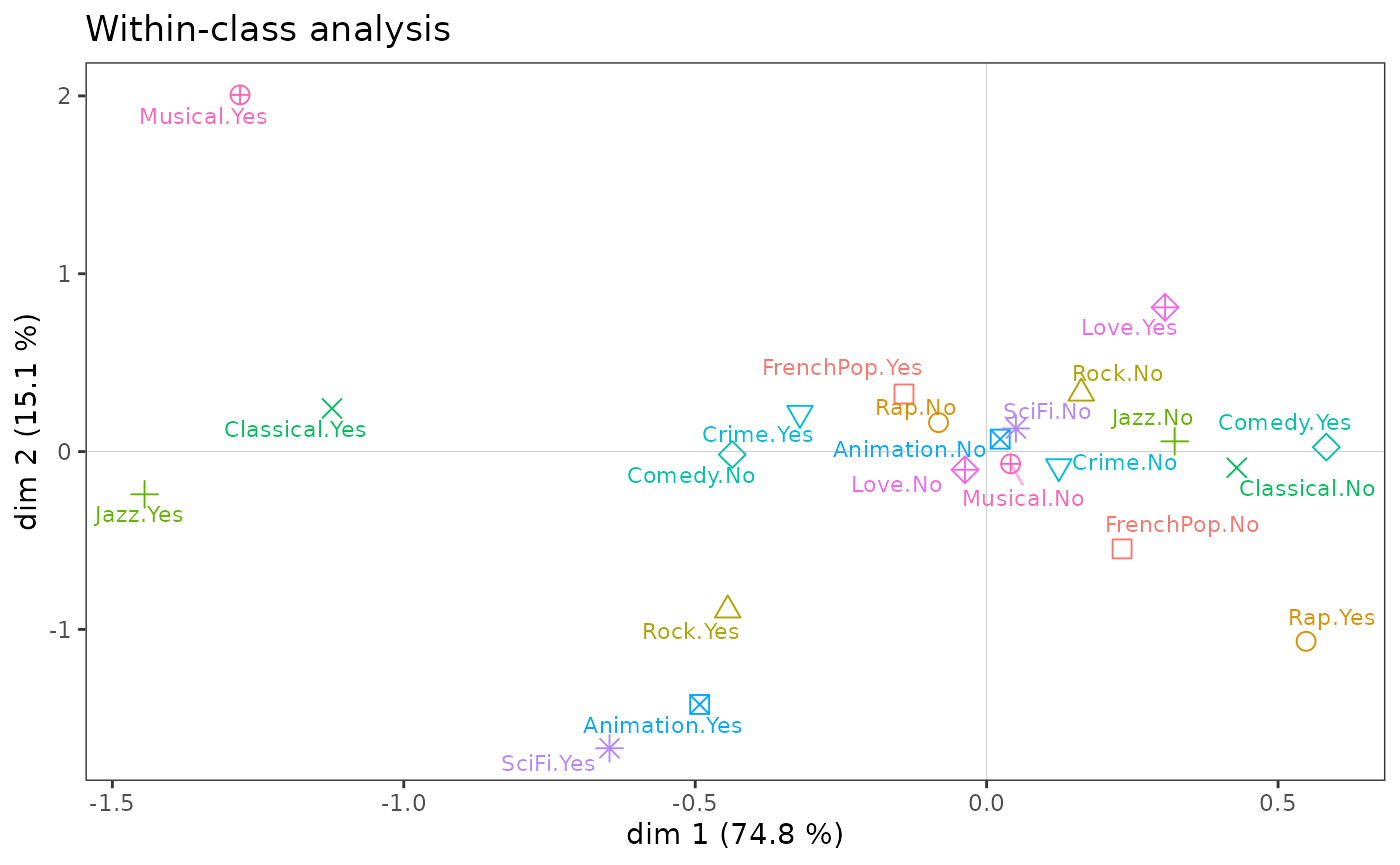 Within-class analysis
2
Musical.Yes
1
Love.Yes
FrenchPop.Yes
Rock.No
Rap.No
SciFi.No
Jazz.No
Comedy.Yes
Classical.Yes
Crime.Yes
0
Animation.No
Crime.No
Comedy.No
Love.No
Musical.No
Classical.No
Jazz.Yes
FrenchPop.No
Rap.Yes
-1
Rock.Yes
Animation.Yes
SciFi.Yes
dim 2 (15.1 %)
-1.5
-1.0
-0.5
0.0
0.5
dim 1 (74.8 %)